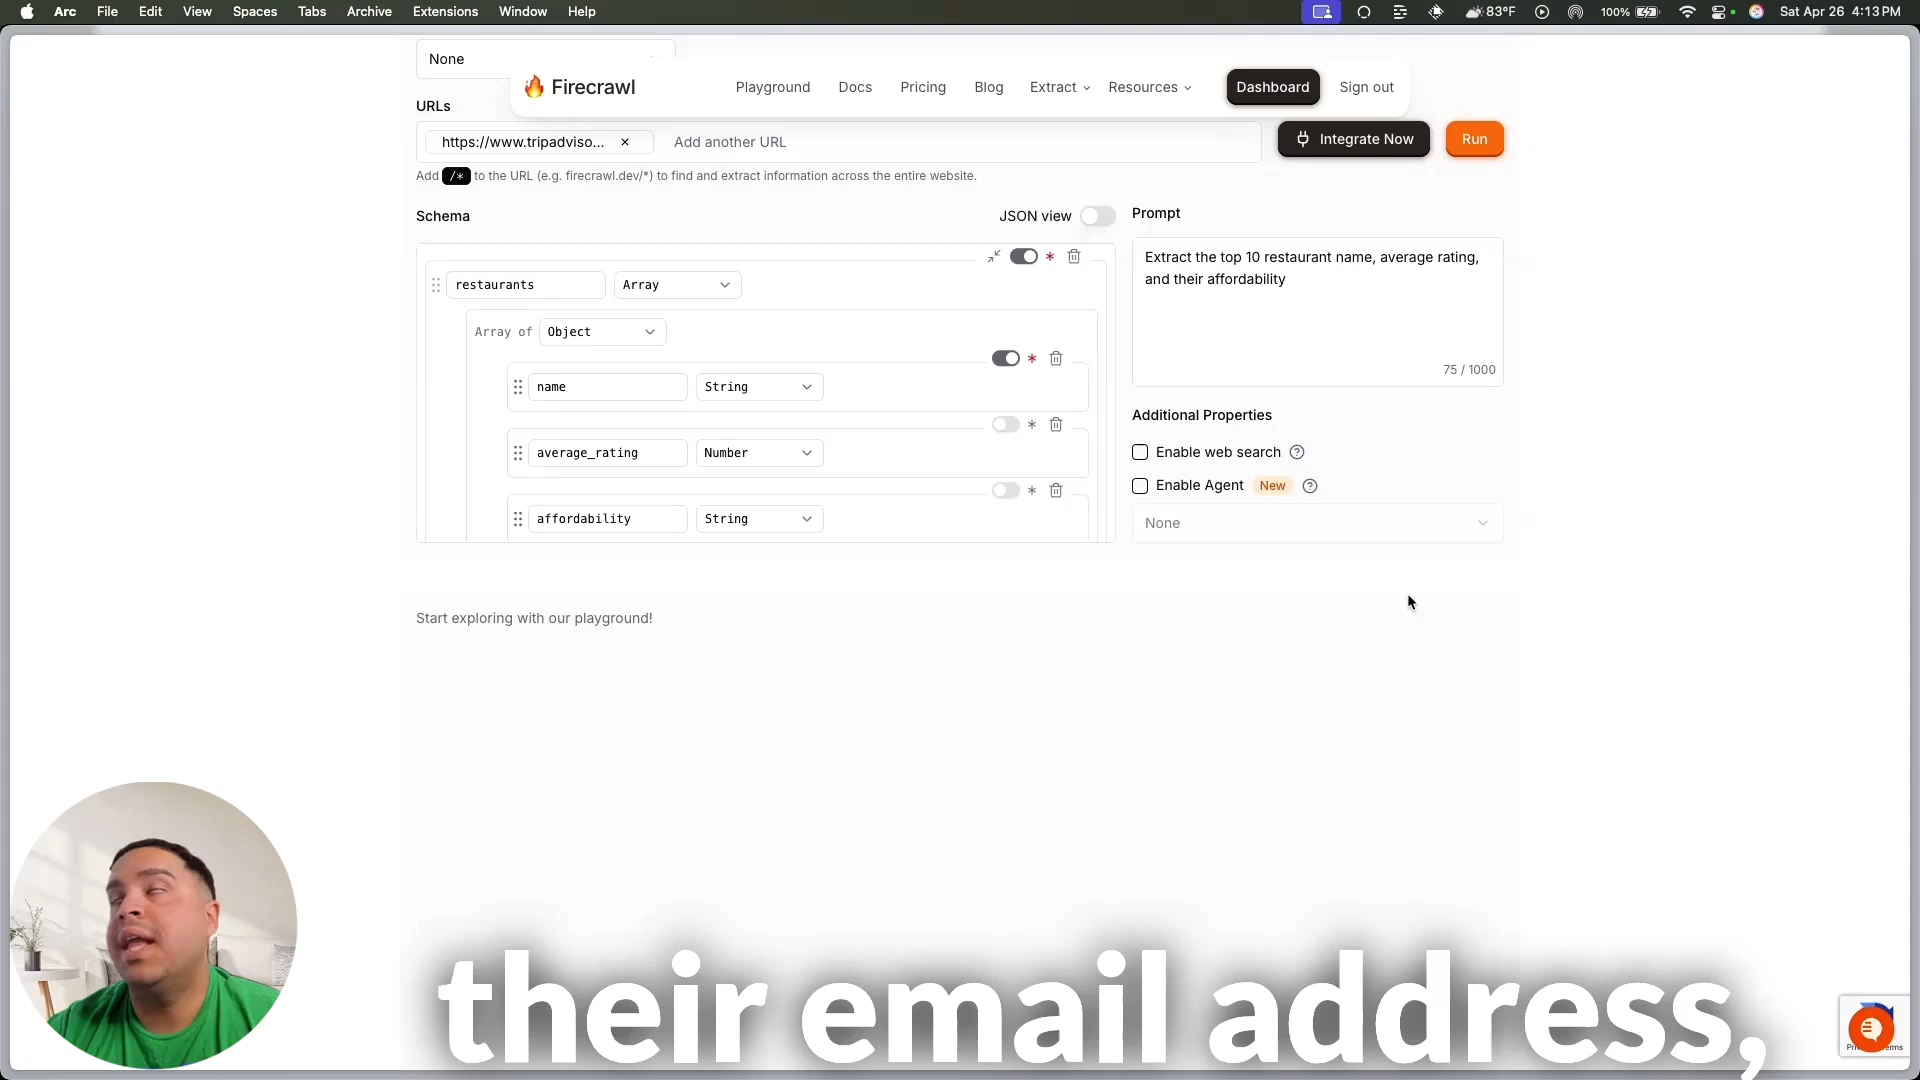 Arc File Edit View Spaces Tabs Archive Extensions Window Help 83°F 100% Sat Apr 26 4:13 PM
None
Firecrawl Playground Docs Pricing Blog Extract Resources Dashboard Sign out
URLs
https://www.tripadviso... × Add another URL Integrate Now Run
Add /* to the URL (e.g. firecrawl.dev/*) to find and extract information across the entire website.
Schema JSON view Prompt
*
restaurants Array
Extract the top 10 restaurant name, average rating,
and their affordability
Array of Object
*
75 / 1000
name String
Additional Properties
*
average_rating Number
Enable web search ?
Enable Agent New ?
*
affordability String
None
Start exploring with our playground!
their email address,